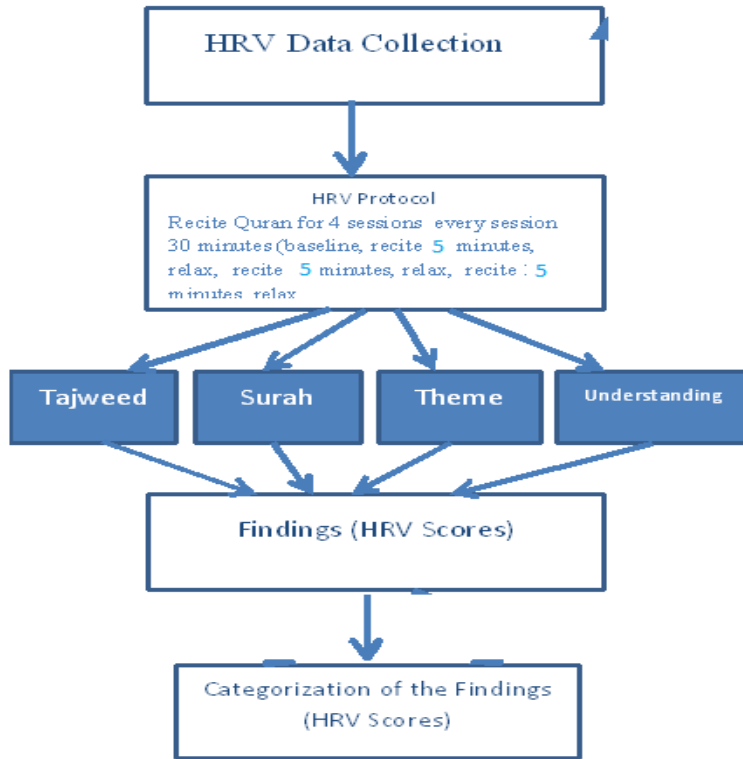 HRV Data Collection
HRV Protocol
Recite Quran for 4 sessions every session
30 minutes (baseline, recite 5 minutes,
relax, recite 5 minutes, relax, recite : 5
minutes relax
Tajweed
Surah
Theme
Understanding
Findings (HRV Scores)
Categorization of the Findings
(HRV Scores)